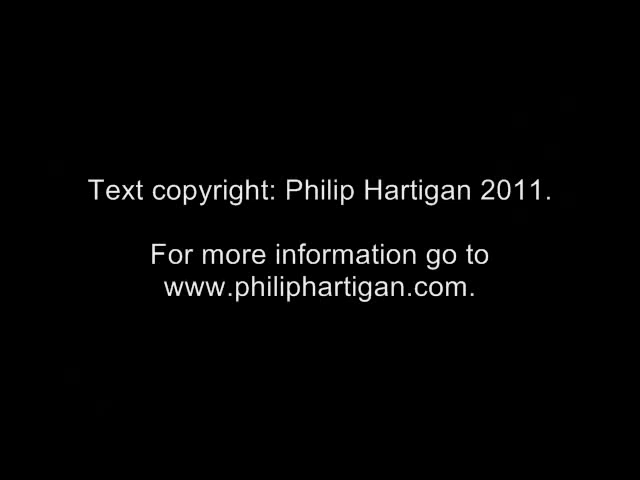 Text copyright: Philip Hartigan 2011.
For more information go to
www.philiphartigan.com.